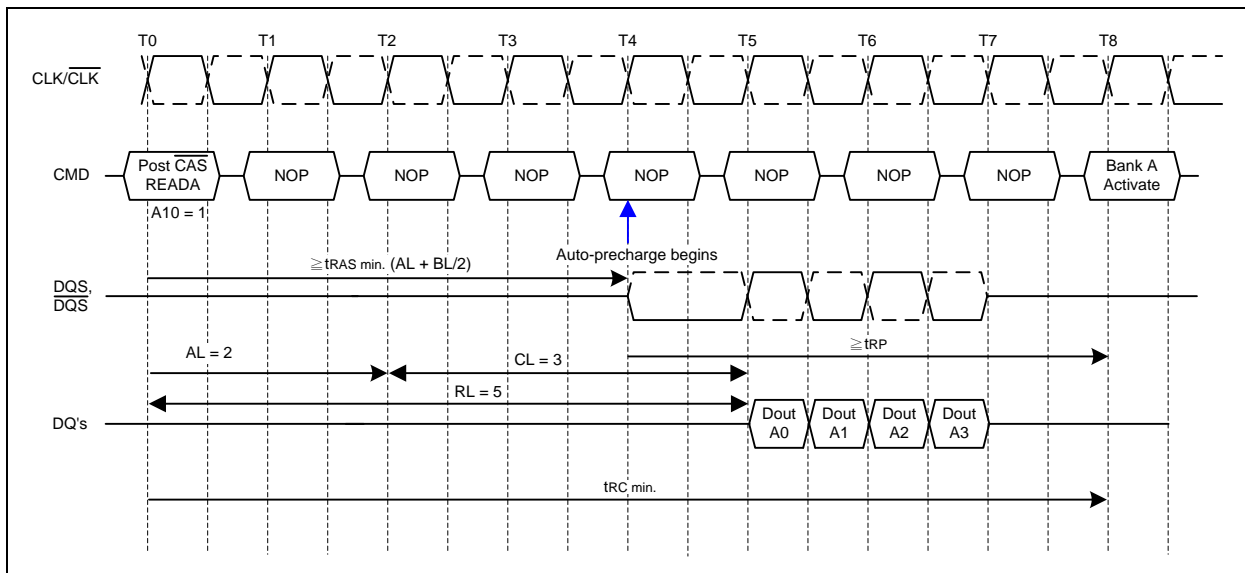 T0 T1 T2 T3 T4 T5 T6 T7 T8
CLK/CLK
CMD
Post CAS
READA
NOP NOP NOP NOP NOP NOP NOP
Bank A
Activate
A10 = 1
Auto-precharge begins
≧tRAS min. (AL + BL/2)
DQS,
DQS
≧tRP
AL = 2
CL = 3
RL = 5
DQ's
Dout
A0
Dout
A1
Dout
A2
Dout
A3
tRC min.